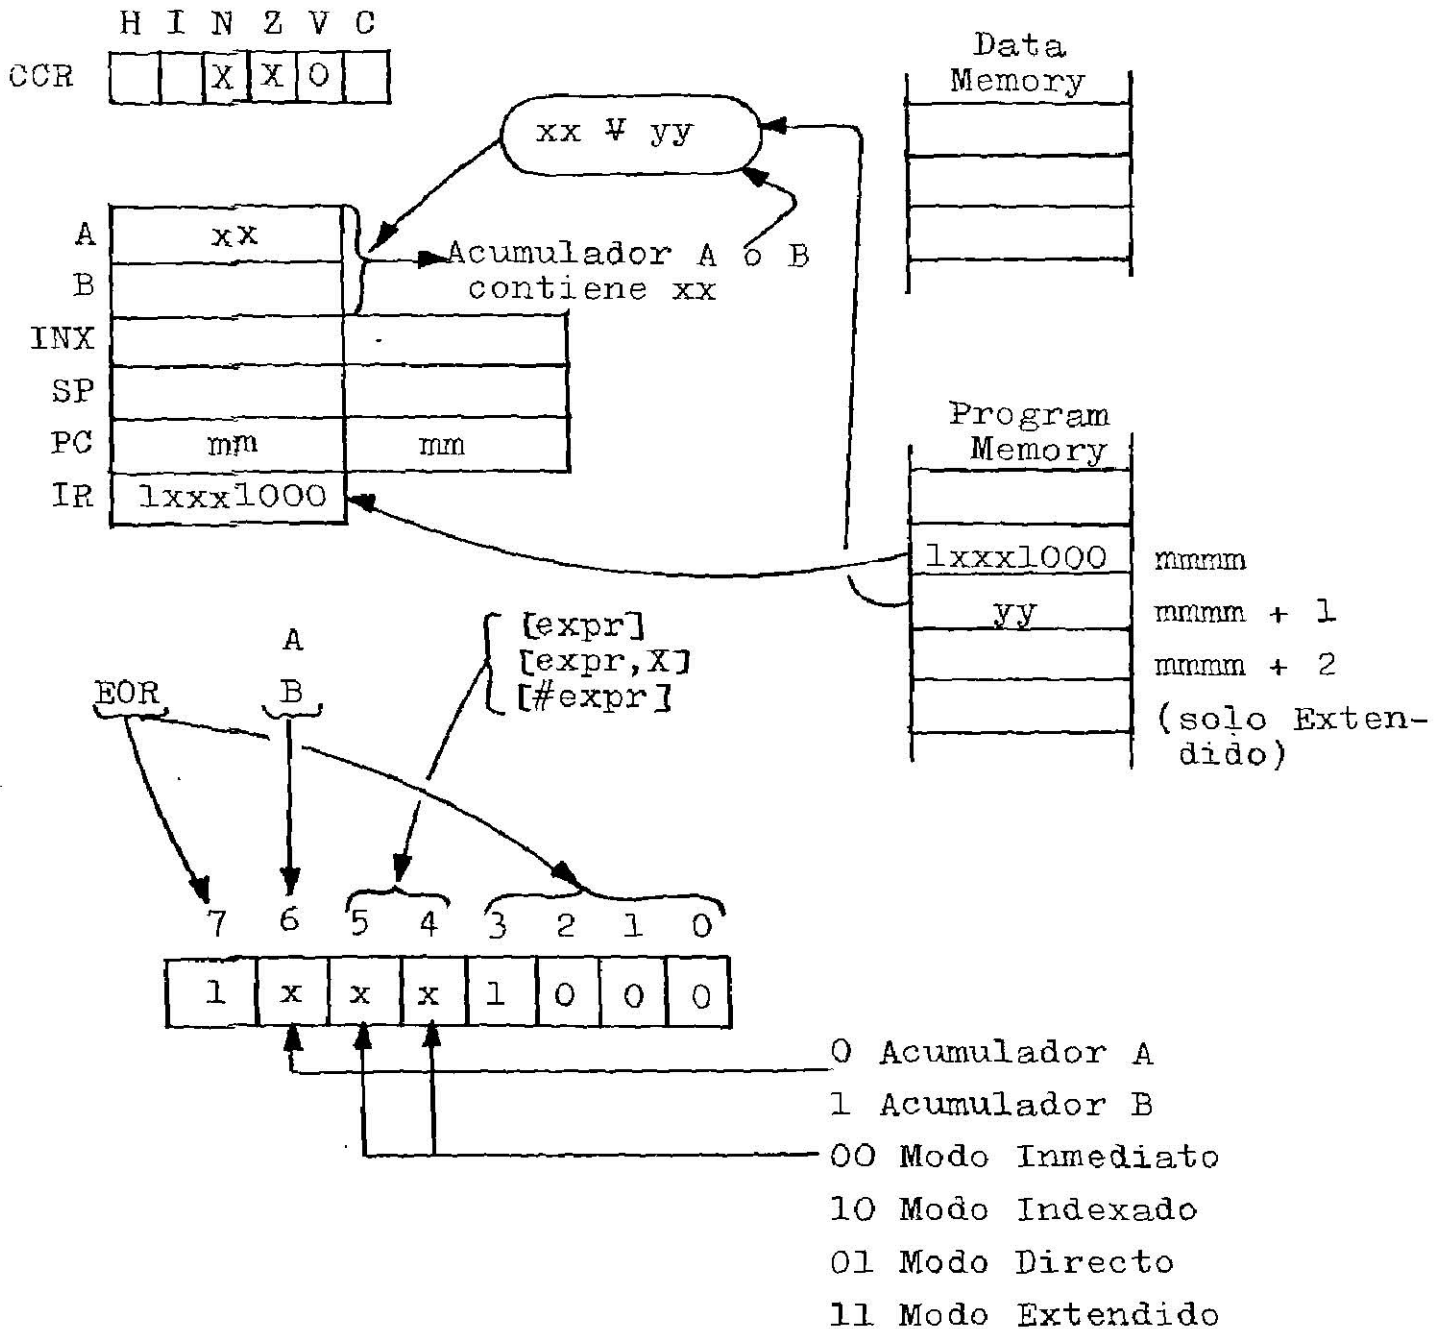 H I N Z V C
CCR X X 0
Data
Memory
xx ⊻ yy
A xx
B
Acumulador A o B
contiene xx
INX
SP
PC mm mm
IR 1xxx1000
Program
Memory
1xxx1000 mmmm
yy mmmm + 1
mmmm + 2
(solo Exten-
dido)
[expr]
[expr,X]
[#expr]
A
EOR B
7 6 5 4 3 2 1 0
1 x x x 1 0 0 0
0 Acumulador A
1 Acumulador B
00 Modo Inmediato
10 Modo Indexado
01 Modo Directo
11 Modo Extendido